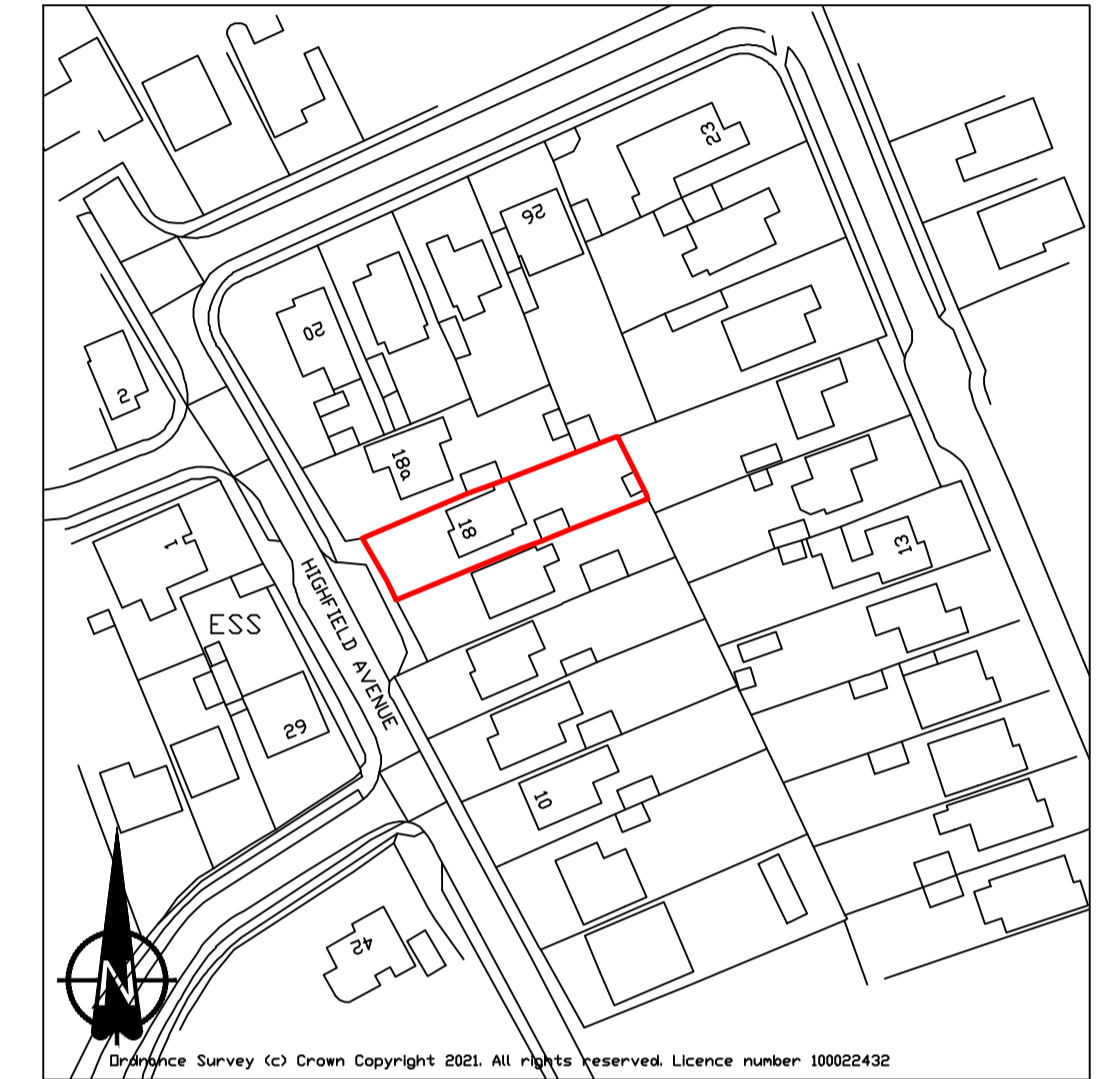 23
26
20
2
18a
18
1
13
HIGHFIELD AVENUE
ESS
29
10
42
N
Ordnance Survey (c) Crown Copyright 2021. All rights reserved. Licence number 100022432